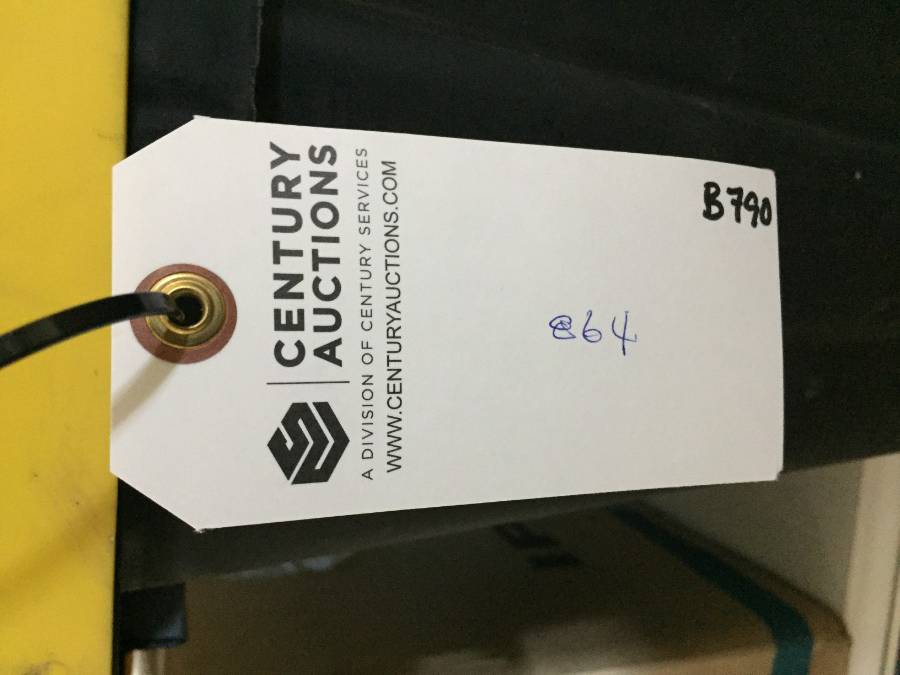 CENTURY
AUCTIONS
A DIVISION OF CENTURY SERVICES
WWW.CENTURYAUCTIONS.COM
B790
864